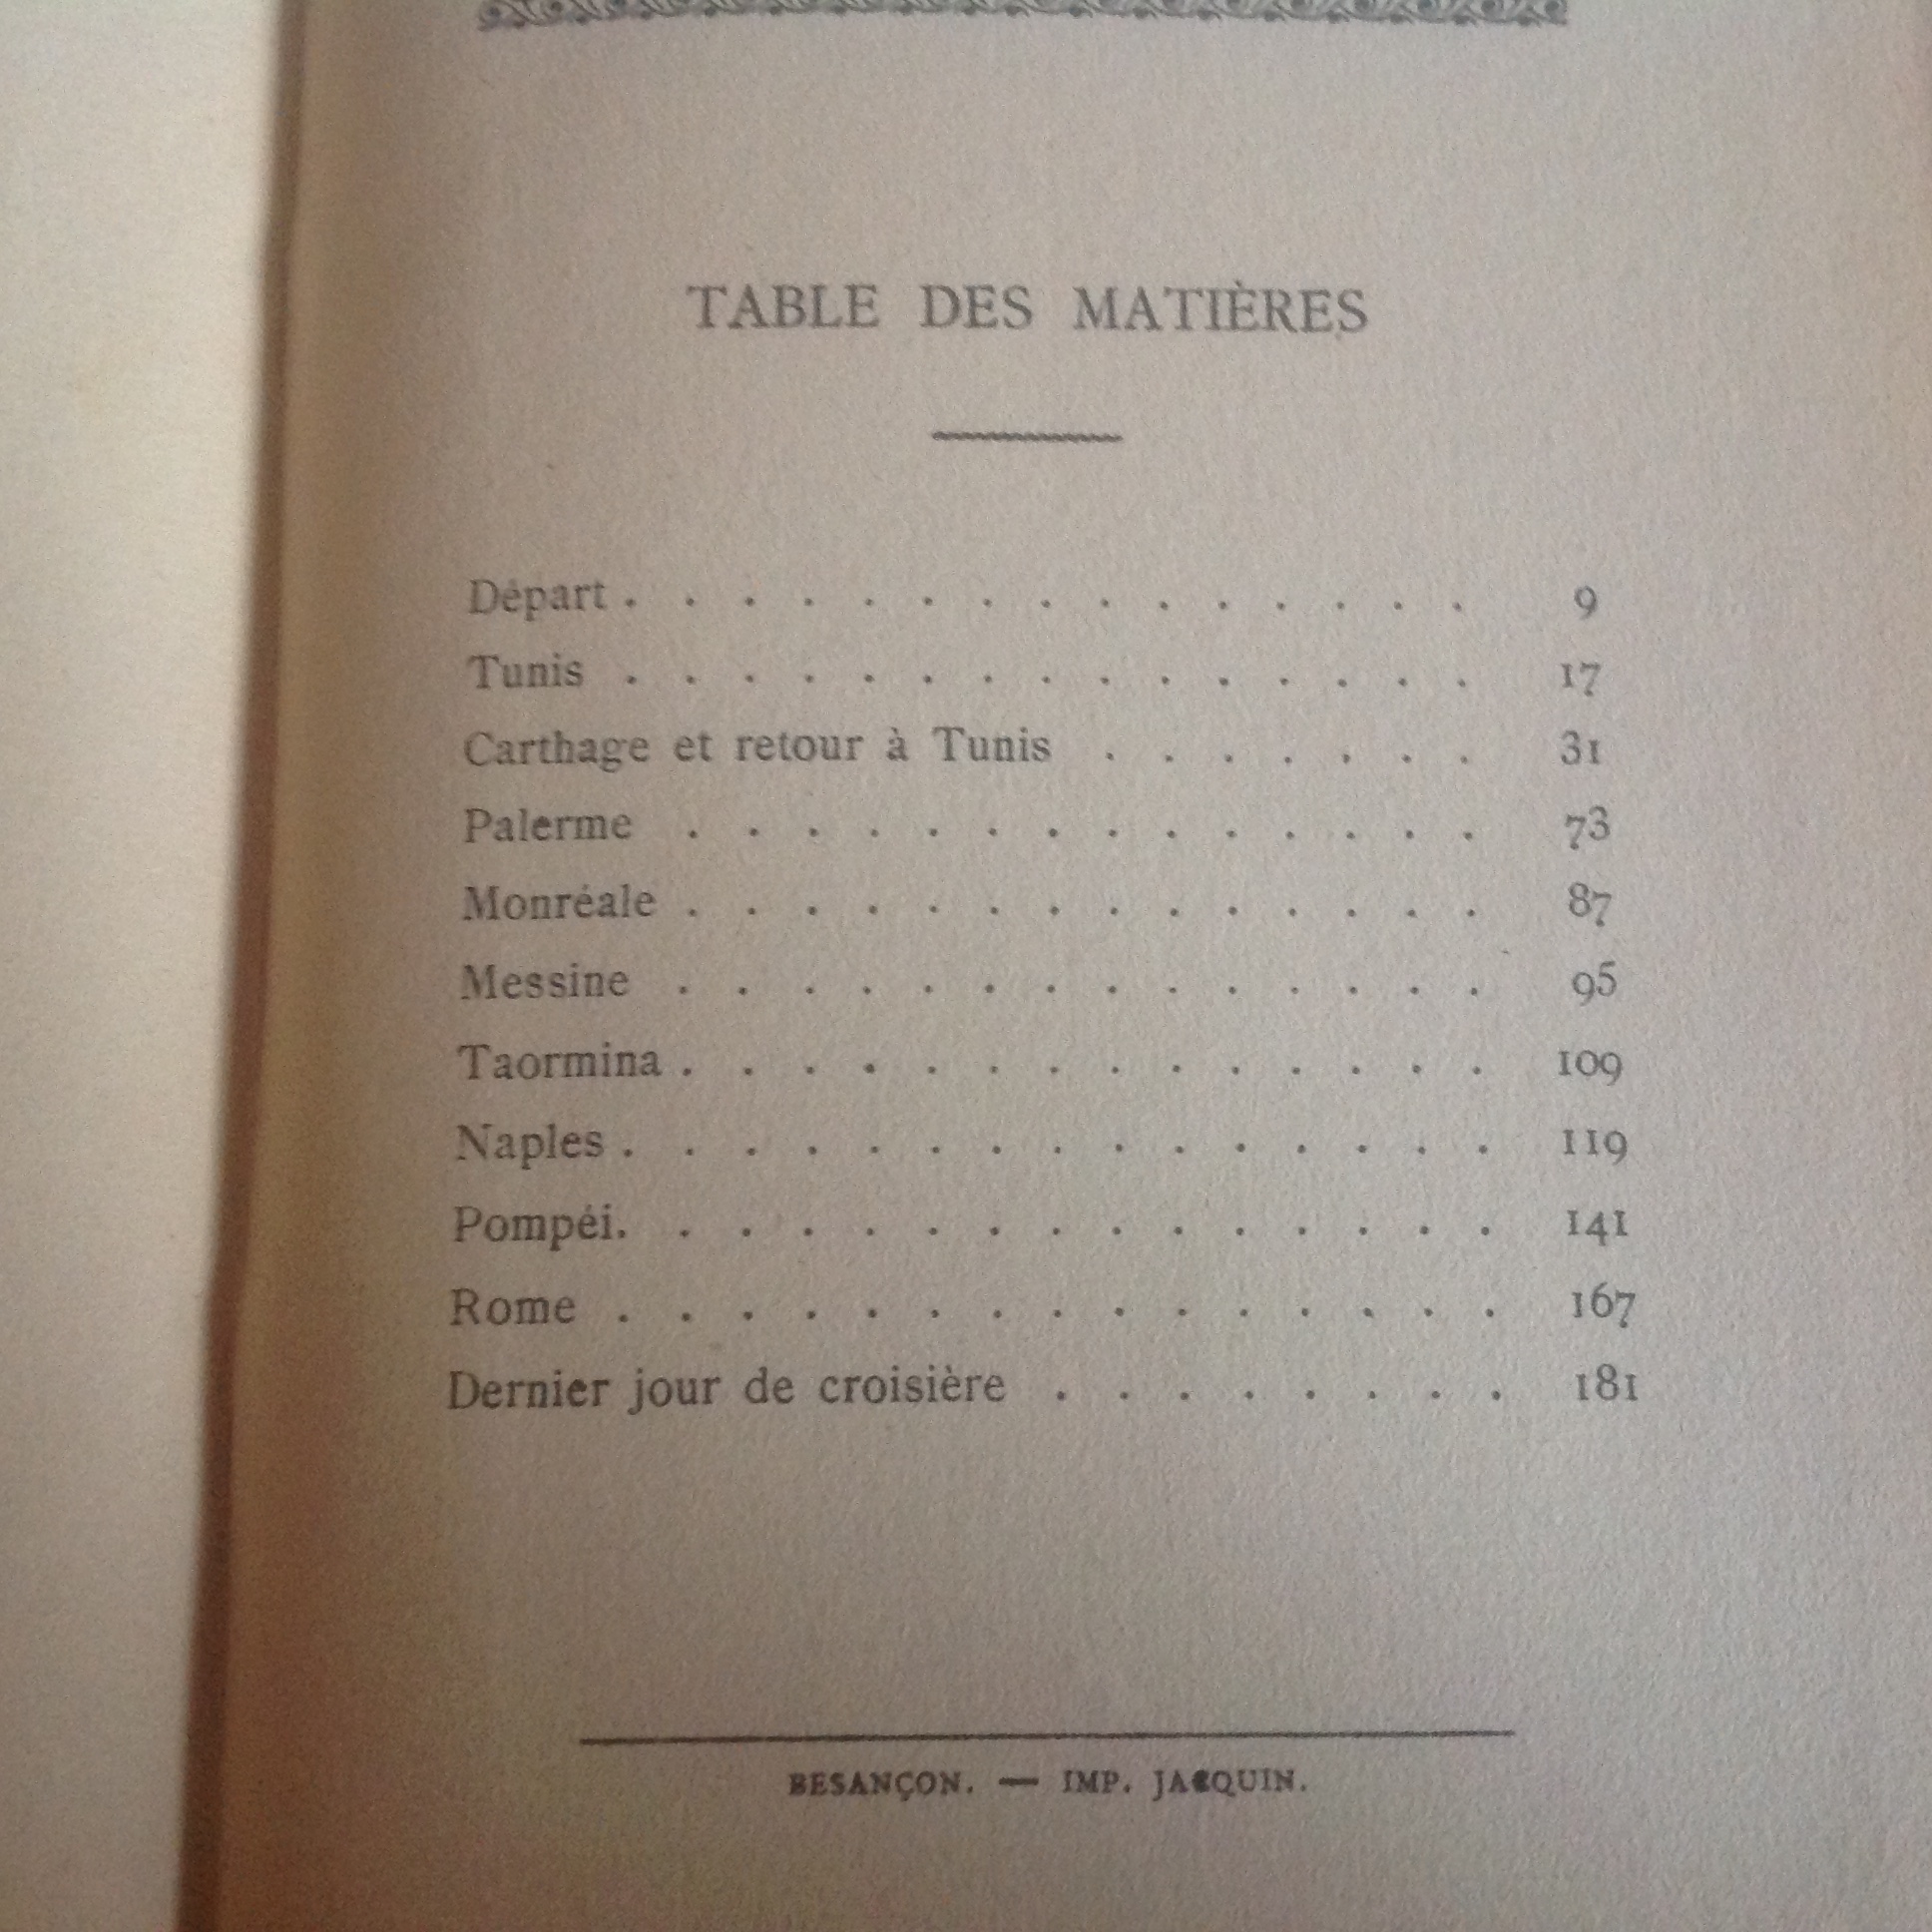 TABLE DES MATIÈRES
Départ . . . . . . . . . . . . . . . 9
Tunis . . . . . . . . . . . . . . . 17
Carthage et retour à Tunis . . . . . . . 31
Palerme . . . . . . . . . . . . . . 73
Monréale . . . . . . . . . . . . . . 87
Messine . . . . . . . . . . . . . . 95
Taormina . . . . . . . . . . . . . . 109
Naples . . . . . . . . . . . . . . . 119
Pompéi. . . . . . . . . . . . . . . 141
Rome . . . . . . . . . . . . . . . 167
Dernier jour de croisière . . . . . . . . 181
BESANÇON. — IMP. JACQUIN.